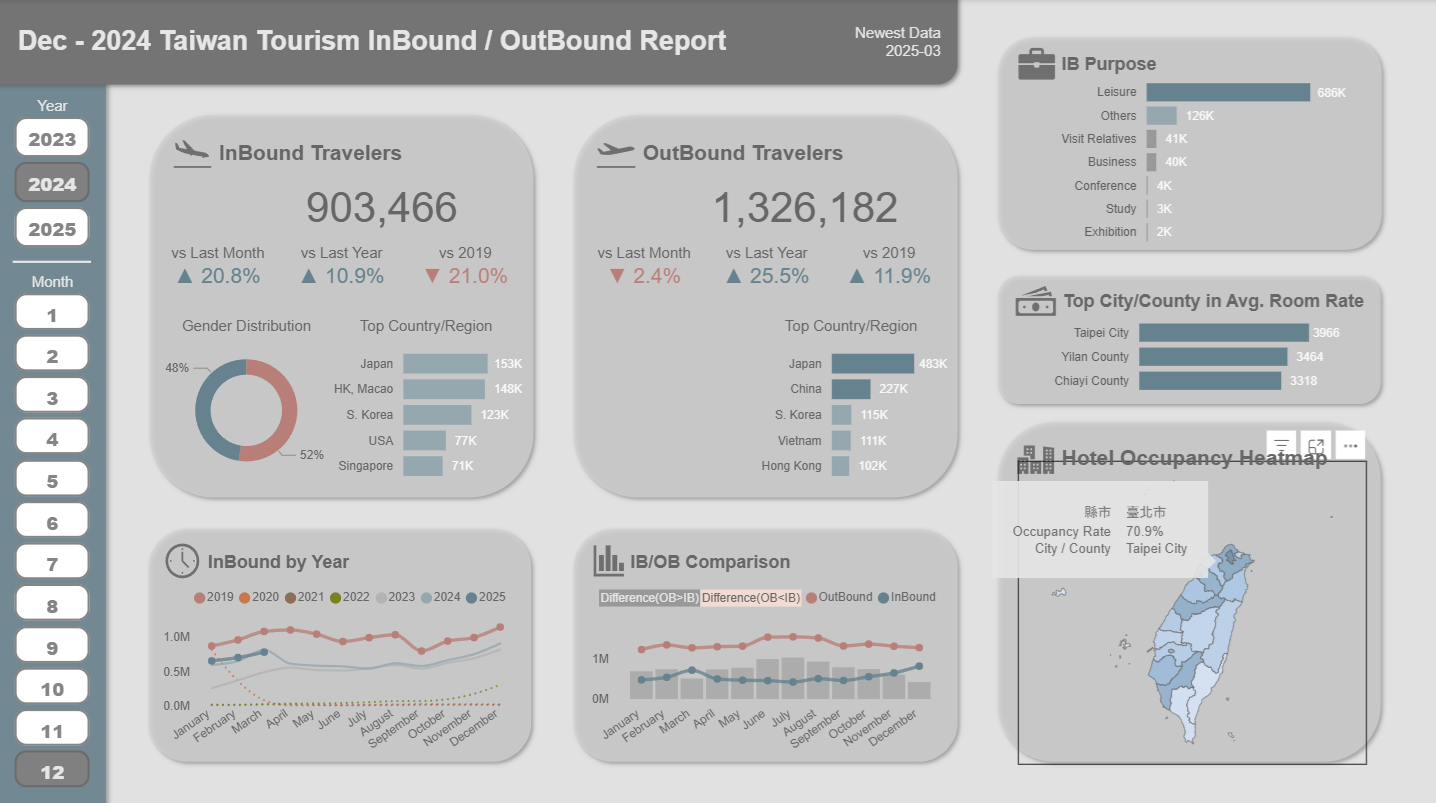 Dec - 2024 Taiwan Tourism InBound / OutBound Report
Newest Data
2025-03
Year
2023
2024
2025
Month
1
2
3
4
5
6
7
8
9
10
11
12
InBound Travelers
903,466
vs Last Month
▲ 20.8%
vs Last Year
▲ 10.9%
vs 2019
▼ 21.0%
Gender Distribution
48%
52%
Top Country/Region
Japan 153K
HK, Macao 148K
S. Korea 123K
USA 77K
Singapore 71K
OutBound Travelers
1,326,182
vs Last Month
▼ 2.4%
vs Last Year
▲ 25.5%
vs 2019
▲ 11.9%
Top Country/Region
Japan 483K
China 227K
S. Korea 115K
Vietnam 111K
Hong Kong 102K
InBound by Year
2019 2020 2021 2022 2023 2024 2025
1.0M
0.5M
0.0M
January February March April May June July August September October November December
IB/OB Comparison
Difference(OB>IB) Difference(OB<IB) OutBound InBound
1M
0M
January February March April May June July August September October November December
IB Purpose
Leisure 686K
Others 126K
Visit Relatives 41K
Business 40K
Conference 4K
Study 3K
Exhibition 2K
Top City/County in Avg. Room Rate
Taipei City 3966
Yilan County 3464
Chiayi County 3318
Hotel Occupancy Heatmap
縣市 臺北市
Occupancy Rate 70.9%
City / County Taipei City